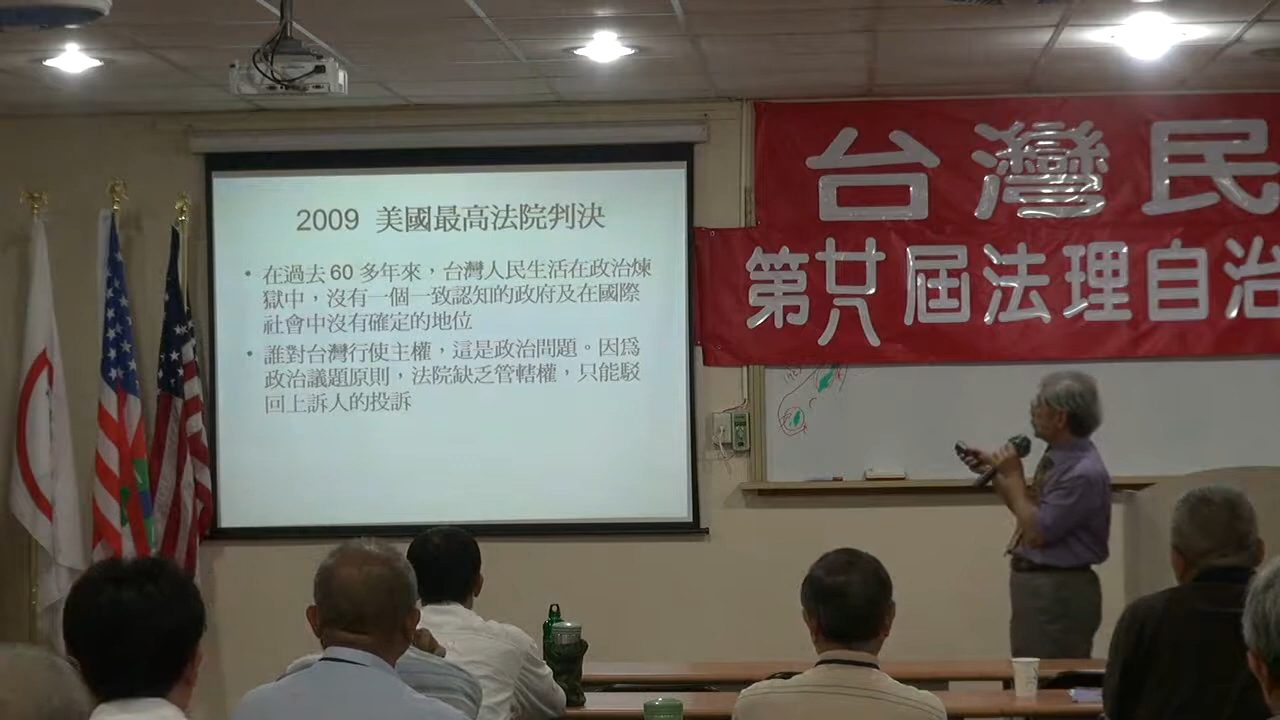 2009 美國最高法院判決
• 在過去 60 多年來，台灣人民生活在政治煉
獄中，沒有一個一致認知的政府及在國際
社會中沒有確定的地位
• 誰對台灣行使主權，這是政治問題。因為
政治議題原則，法院缺乏管轄權，只能駁
回上訴人的投訴
台灣民
第廿八屆法理自治